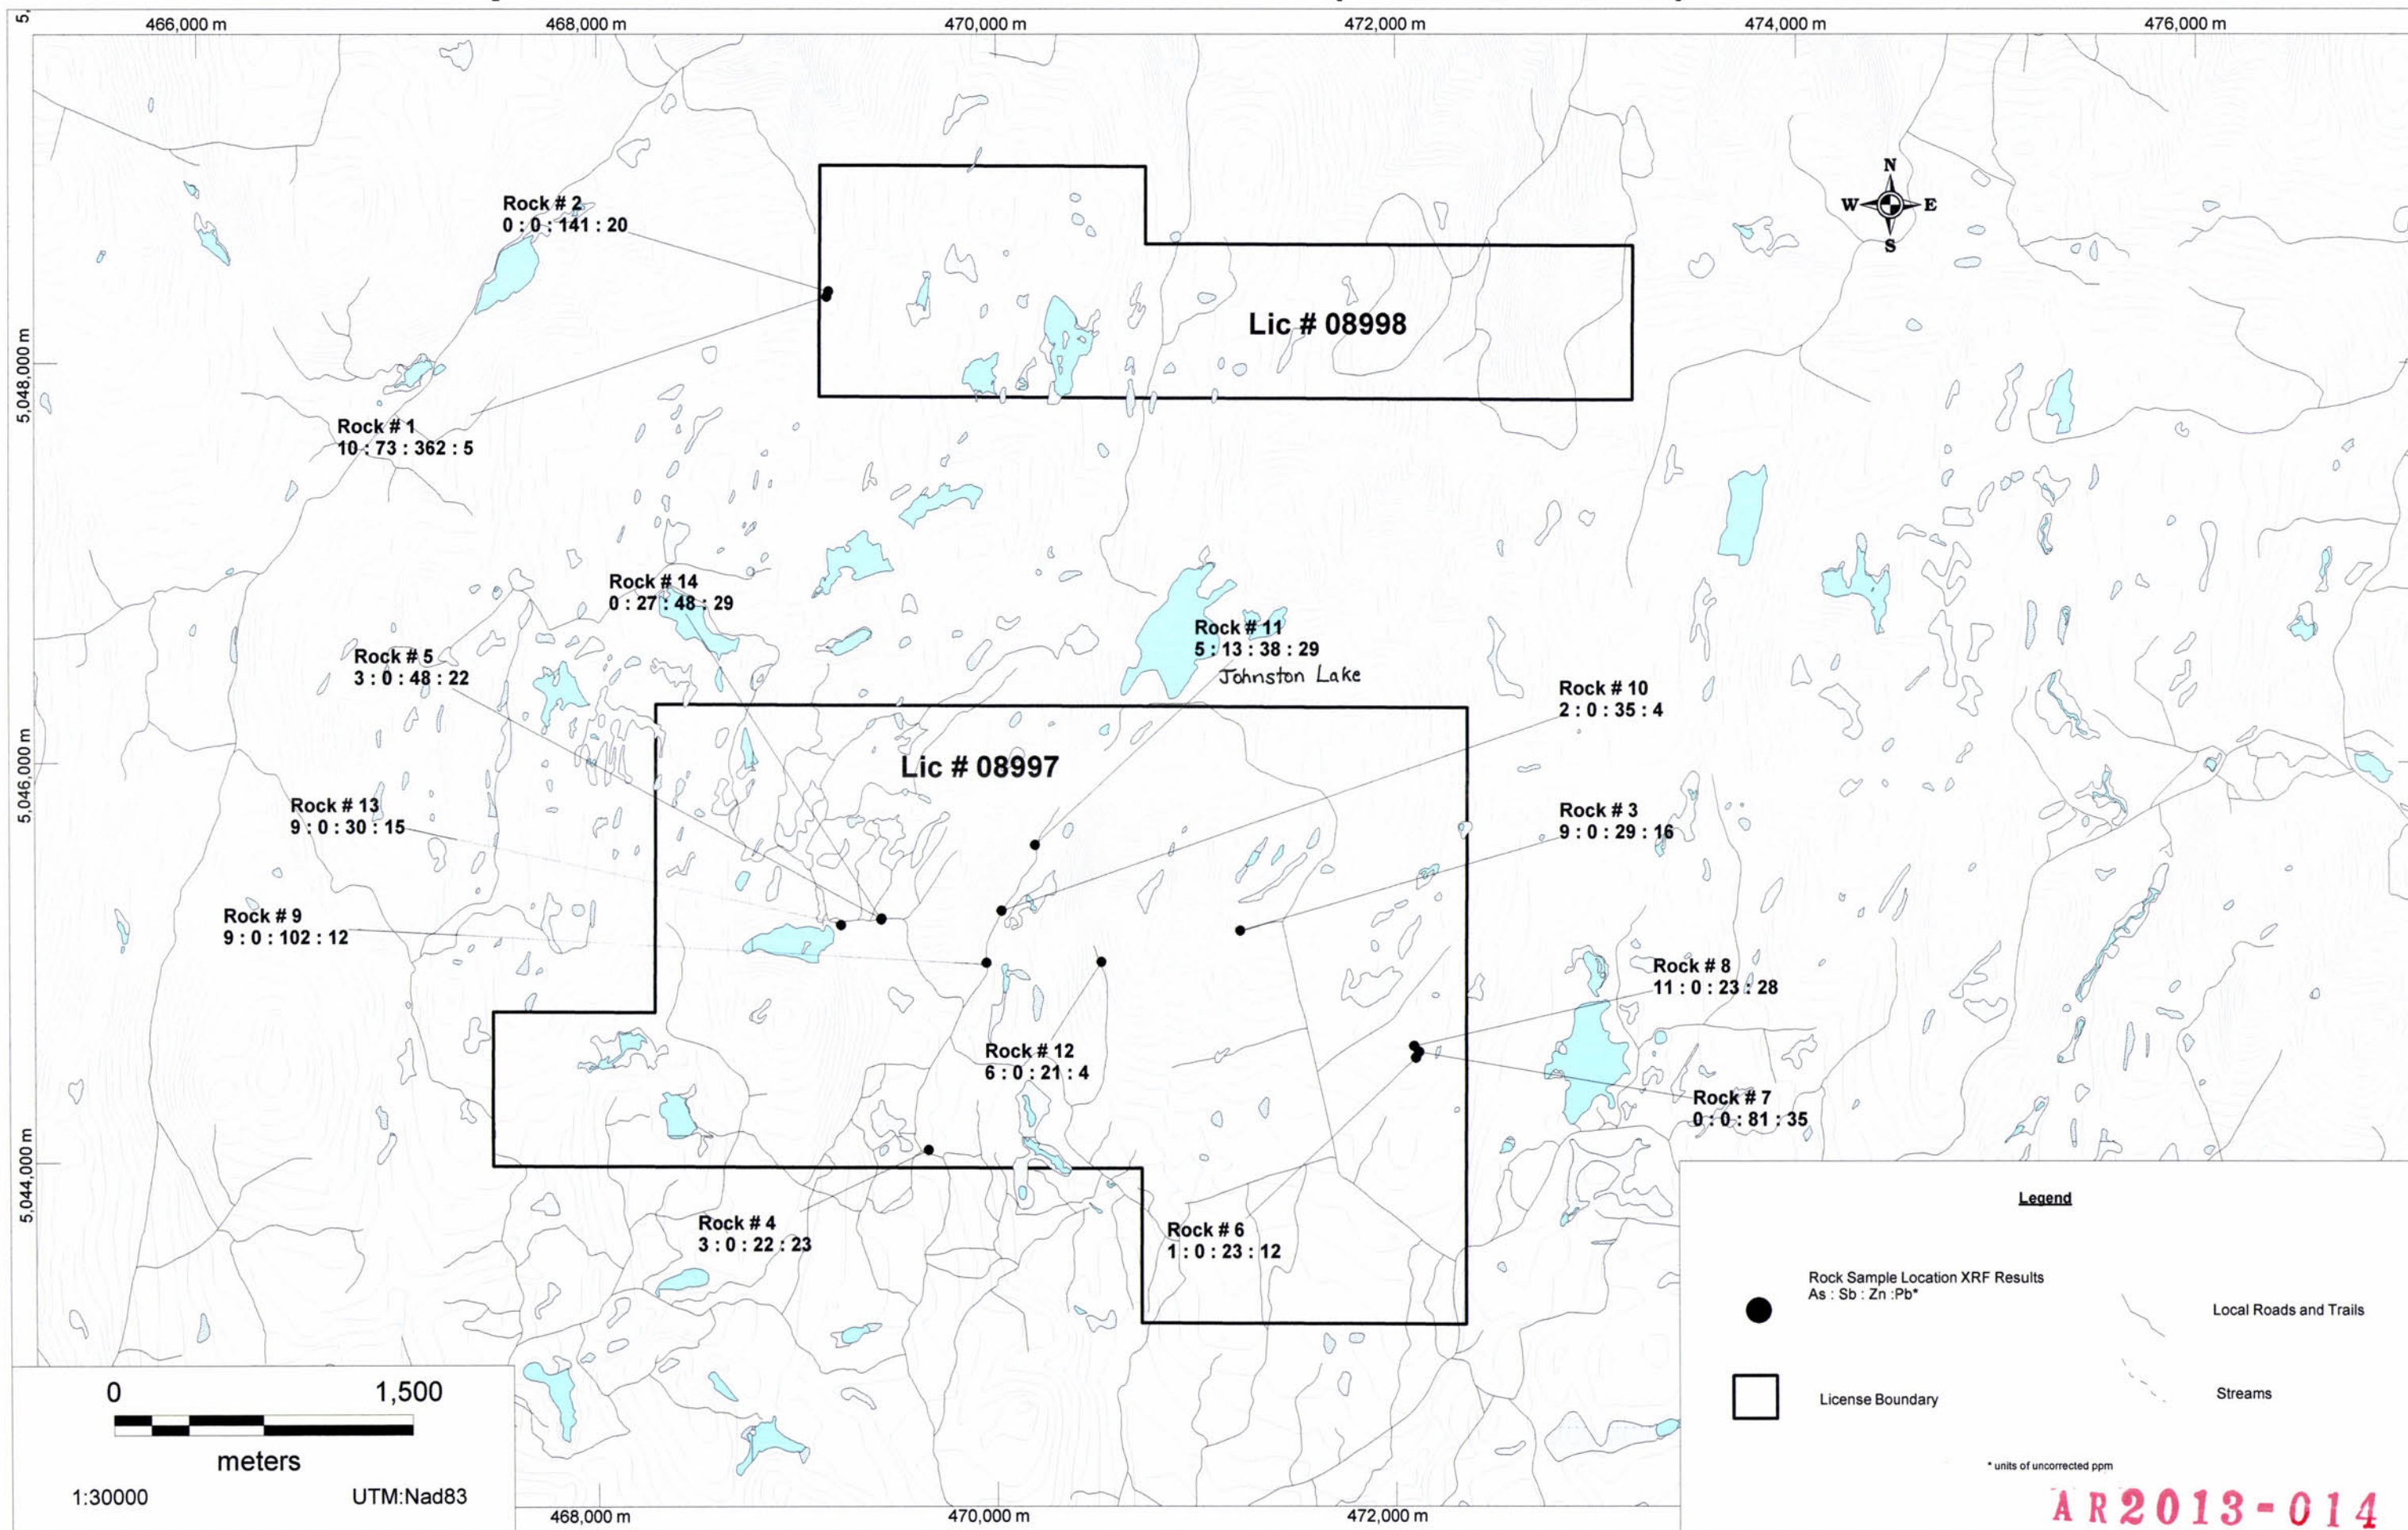 5,
466,000 m
468,000 m
470,000 m
472,000 m
474,000 m
476,000 m
N
W
E
S
Rock # 2
0 : 0 : 141 : 20
Lic # 08998
5,048,000 m
Rock # 1
10 : 73 : 362 : 5
Rock # 14
0 : 27 : 48 : 29
Rock # 11
5 : 13 : 38 : 29
Johnston Lake
Rock # 5
3 : 0 : 48 : 22
Rock # 10
2 : 0 : 35 : 4
Lic # 08997
5,046,000 m
Rock # 13
9 : 0 : 30 : 15
Rock # 3
9 : 0 : 29 : 16
Rock # 9
9 : 0 : 102 : 12
Rock # 8
11 : 0 : 23 : 28
Rock # 12
6 : 0 : 21 : 4
Rock # 7
0 : 0 : 81 : 35
5,044,000 m
Rock # 4
3 : 0 : 22 : 23
Rock # 6
1 : 0 : 23 : 12
Legend
Rock Sample Location XRF Results
As : Sb : Zn :Pb*
Local Roads and Trails
License Boundary
Streams
* units of uncorrected ppm
0
1,500
meters
1:30000
UTM:Nad83
468,000 m
470,000 m
472,000 m
AR2013-014